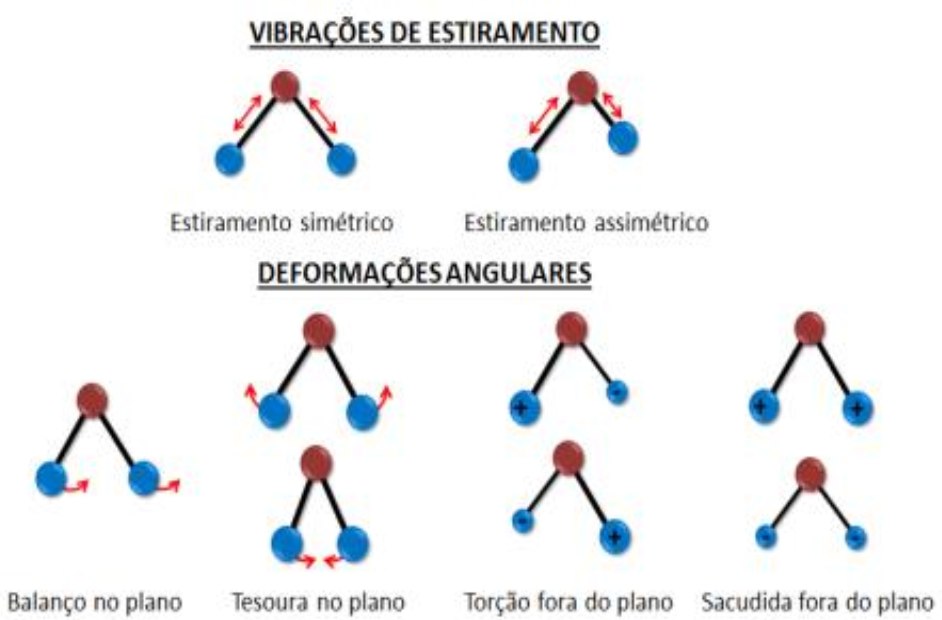 VIBRAÇÕES DE ESTIRAMENTO
Estiramento simétrico
Estiramento assimétrico
DEFORMAÇÕES ANGULARES
+ -
+ +
- +
- -
Balanço no plano
Tesoura no plano
Torção fora do plano
Sacudida fora do plano